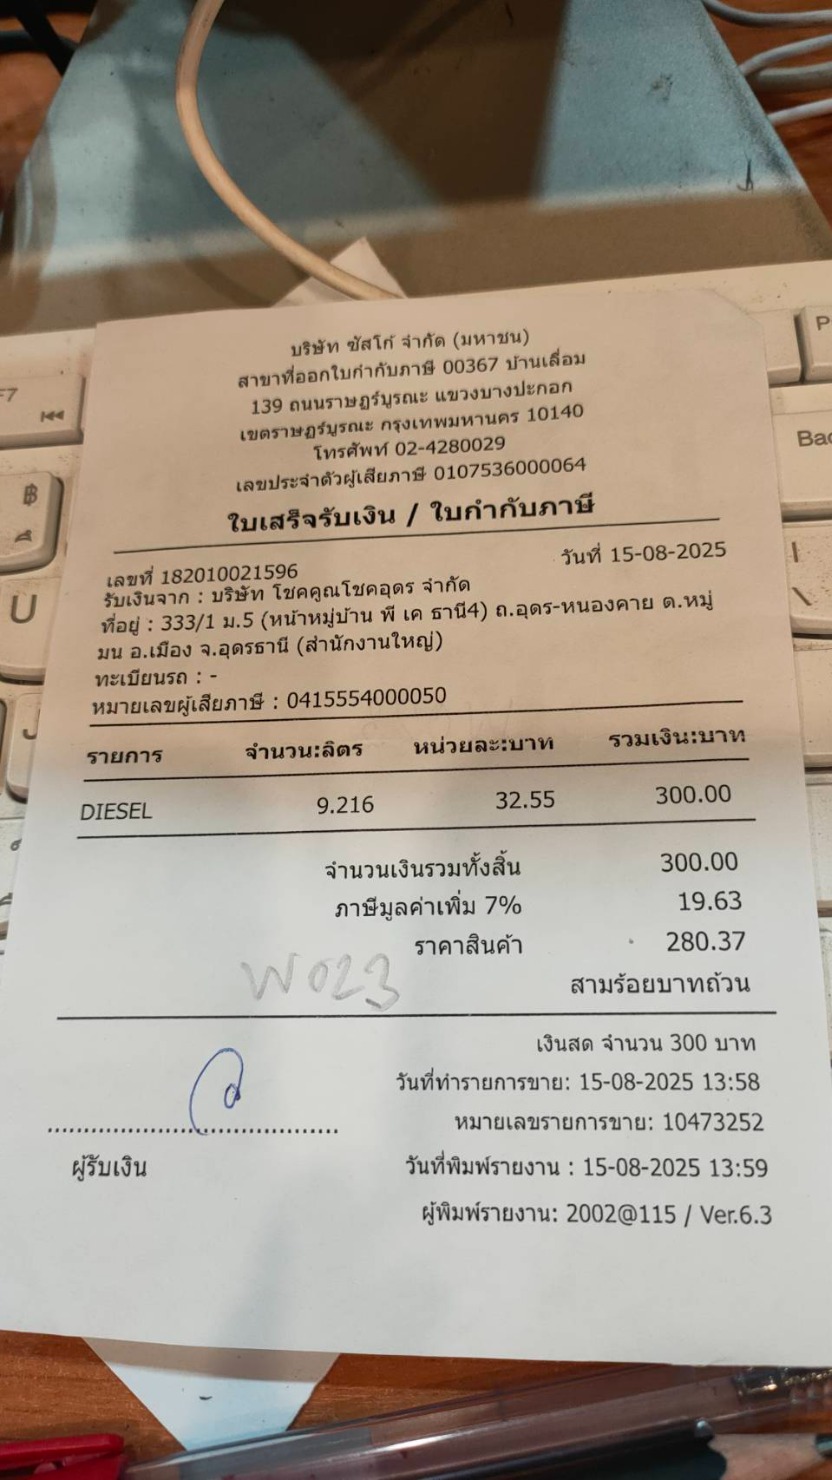 บริษัท ซัสโก้ จำกัด (มหาชน)
สาขาที่ออกใบกำกับภาษี 00367 บ้านเลื่อม
139 ถนนราษฎร์บูรณะ แขวงบางปะกอก
เขตราษฎร์บูรณะ กรุงเทพมหานคร 10140
โทรศัพท์ 02-4280029
เลขประจำตัวผู้เสียภาษี 0107536000064
ใบเสร็จรับเงิน / ใบกำกับภาษี
เลขที่ 182010021596 วันที่ 15-08-2025
รับเงินจาก : บริษัท โชคคูณโชคอุดร จำกัด
ที่อยู่ : 333/1 ม.5 (หน้าหมู่บ้าน พี เค ธานี4) ถ.อุดร-หนองคาย ต.หมู่
มน อ.เมือง จ.อุดรธานี (สำนักงานใหญ่)
ทะเบียนรถ : -
หมายเลขผู้เสียภาษี : 0415554000050
รายการ จำนวน:ลิตร หน่วยละ:บาท รวมเงิน:บาท
DIESEL 9.216 32.55 300.00
จำนวนเงินรวมทั้งสิ้น 300.00
ภาษีมูลค่าเพิ่ม 7% 19.63
ราคาสินค้า 280.37
W023
สามร้อยบาทถ้วน
เงินสด จำนวน 300 บาท
วันที่ทำรายการขาย: 15-08-2025 13:58
หมายเลขรายการขาย: 10473252
ผู้รับเงิน วันที่พิมพ์รายงาน : 15-08-2025 13:59
ผู้พิมพ์รายงาน: 2002@115 / Ver.6.3
F7
฿
U
J
Bac
P
\